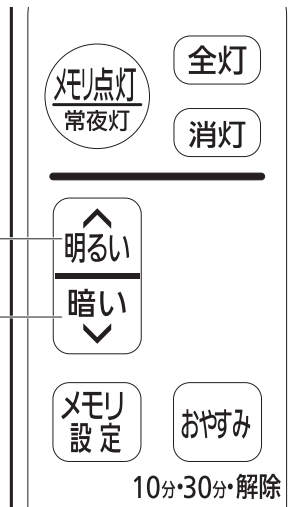 メモリ点灯
常夜灯
全灯
消灯
明るい
暗い
メモリ
設定
おやすみ
10分・30分・解除